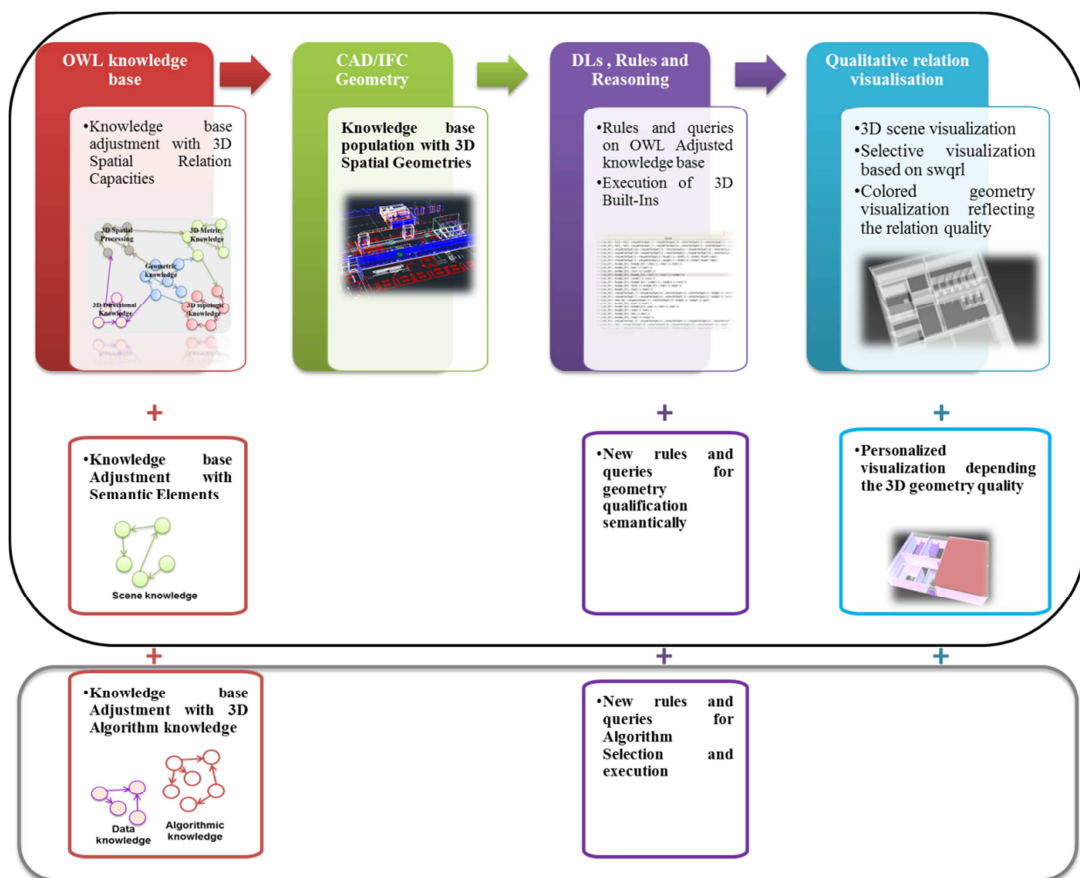 OWL knowledge
base
•Knowledge base
adjustment with 3D
Spatial Relation
Capacities
3D Spatial
Processing
3D Metric
Knowledge
Geometric
knowledge
3D Directional
Knowledge
3D topologic
knowledge
CAD/IFC
Geometry
Knowledge base
population with 3D
Spatial Geometries
DLs , Rules and
Reasoning
•Rules and queries
on OWL Adjusted
knowledge base
•Execution of 3D
Built-Ins
Qualitative relation
visualisation
•3D scene visualization
•Selective visualization
based on swqrl
•Colored geometry
visualization reflecting
the relation quality
+
+
+
•Knowledge base
Adjustment with
Semantic Elements
Scene knowledge
•New rules and
queries for
geometry
qualification
semantically
•Personalized
visualization depending
the 3D geometry quality
+
+
+
•Knowledge base
Adjustment with 3D
Algorithm knowledge
Data
knowledge
Algorithmic
knowledge
•New rules and
queries for
Algorithm
Selection and
execution